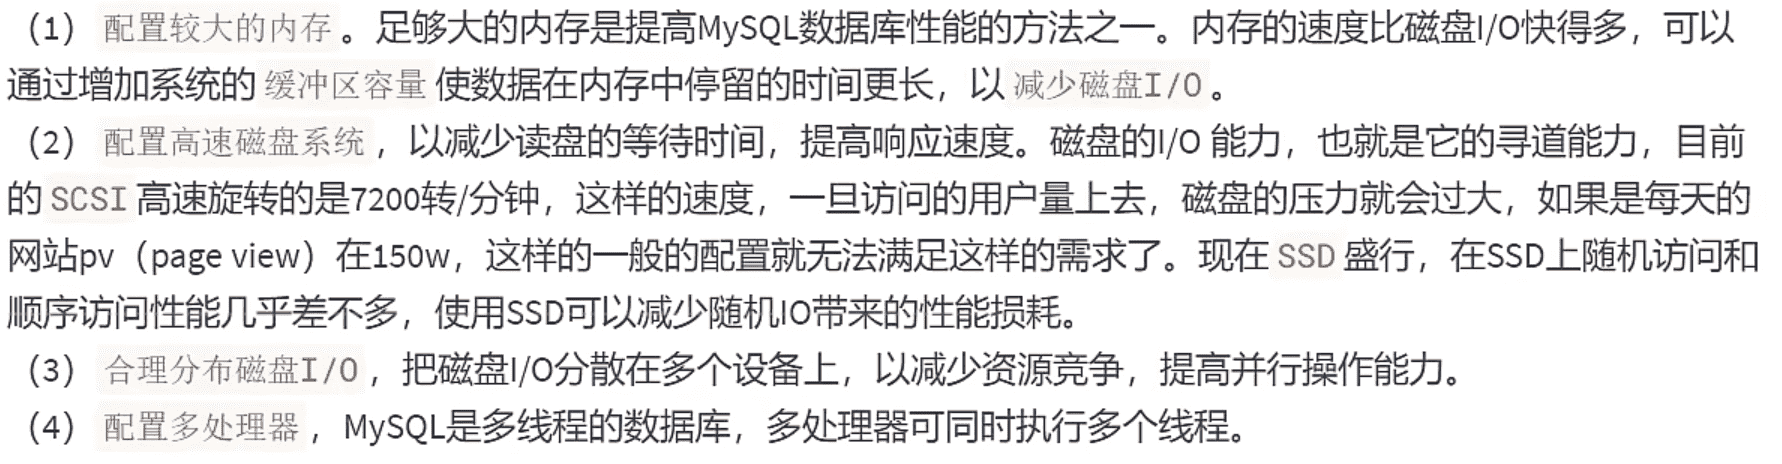 （1）配置较大的内存。足够大的内存是提高MySQL数据库性能的方法之一。内存的速度比磁盘I/O快得多，可以
通过增加系统的缓冲区容量使数据在内存中停留的时间更长，以减少磁盘I/O。
（2）配置高速磁盘系统，以减少读盘的等待时间，提高响应速度。磁盘的I/O 能力，也就是它的寻道能力，目前
的SCSI高速旋转的是7200转/分钟，这样的速度，一旦访问的用户量上去，磁盘的压力就会过大，如果是每天的
网站pv（page view）在150w，这样的一般的配置就无法满足这样的需求了。现在SSD盛行，在SSD上随机访问和
顺序访问性能几乎差不多，使用SSD可以减少随机IO带来的性能损耗。
（3）合理分布磁盘I/O，把磁盘I/O分散在多个设备上，以减少资源竞争，提高并行操作能力。
（4）配置多处理器，MySQL是多线程的数据库，多处理器可同时执行多个线程。